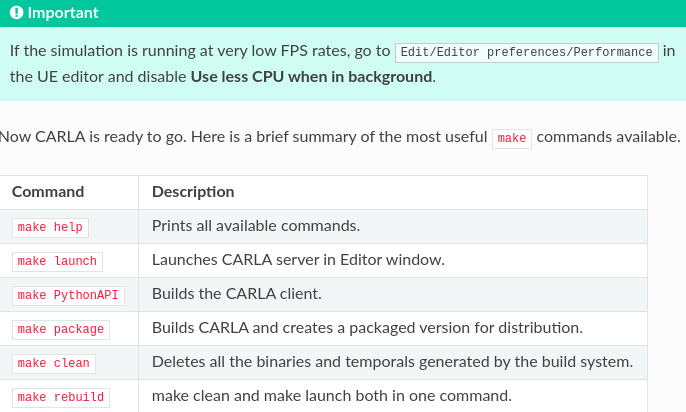 Important
If the simulation is running at very low FPS rates, go to Edit/Editor preferences/Performance in
the UE editor and disable Use less CPU when in background.
Now CARLA is ready to go. Here is a brief summary of the most useful make commands available.
Command Description
make help Prints all available commands.
make launch Launches CARLA server in Editor window.
make PythonAPI Builds the CARLA client.
make package Builds CARLA and creates a packaged version for distribution.
make clean Deletes all the binaries and temporals generated by the build system.
make rebuild make clean and make launch both in one command.